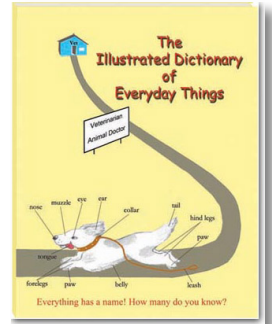 Vet
The
Illustrated Dictionary
of
Everyday Things
Veterinarian
Animal Doctor
nose
muzzle
eye
ear
collar
tail
hind legs
paw
tongue
forelegs
paw
belly
leash
Everything has a name! How many do you know?